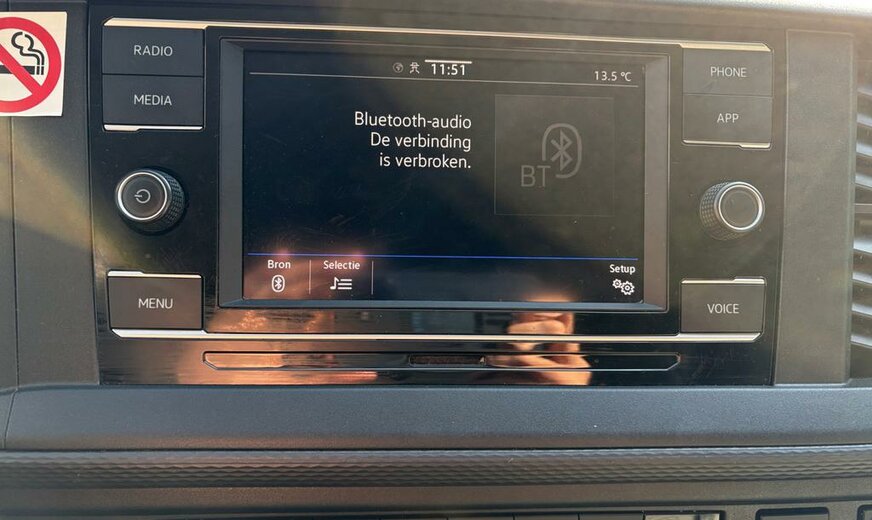 RADIO
MEDIA
MENU
11:51
13.5 °C
Bluetooth-audio
De verbinding
is verbroken.
BT
Bron
Selectie
Setup
PHONE
APP
VOICE